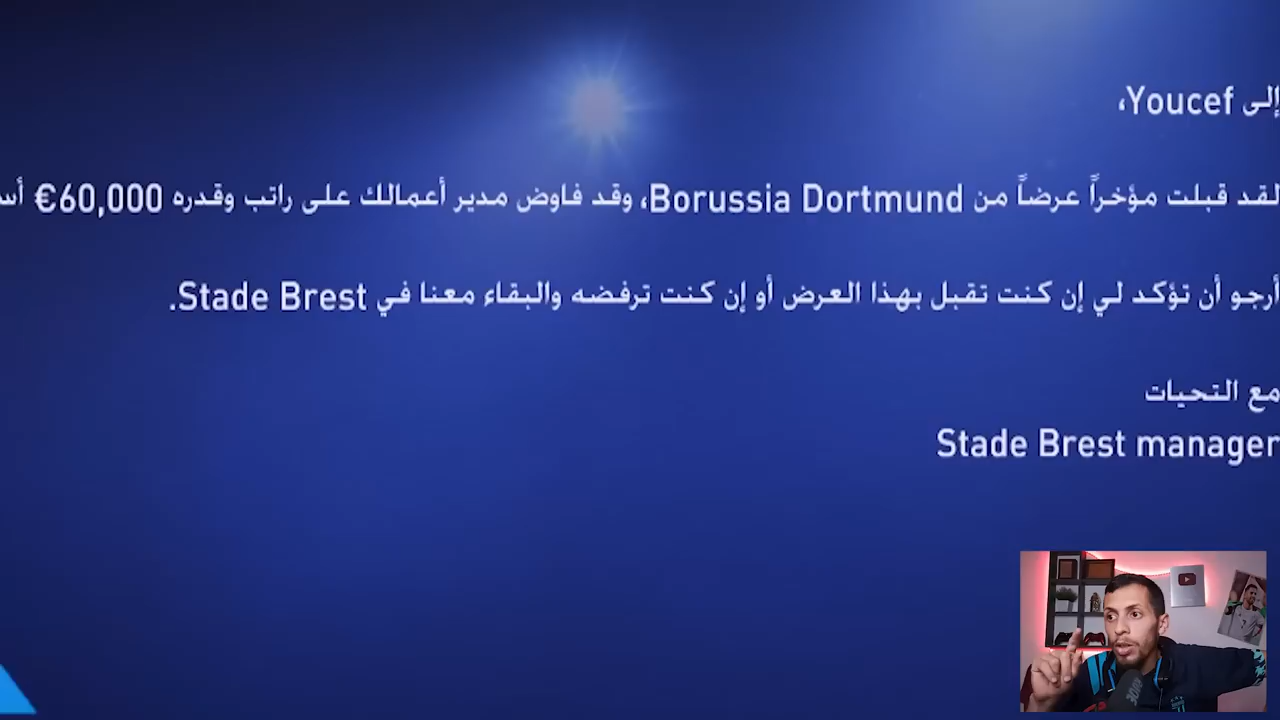 إلى Youcef،
لقد قبلت مؤخراً عرضاً من Borussia Dortmund، وقد فاوض مدير أعمالك على راتب وقدره €60,000
أرجو أن تؤكد لي إن كنت تقبل بهذا العرض أو إن كنت ترفضه والبقاء معنا في Stade Brest.
مع التحيات
Stade Brest manager